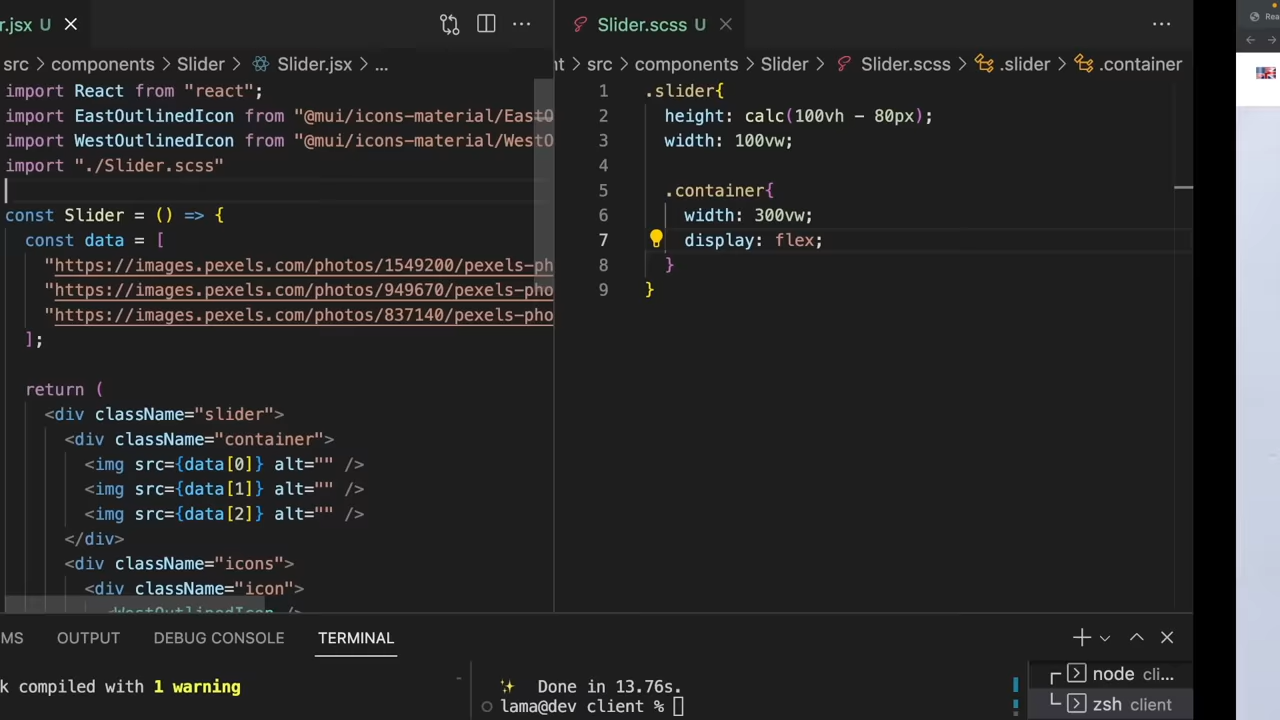 r.jsx U
src > components > Slider > Slider.jsx > ...
import React from "react";
import EastOutlinedIcon from "@mui/icons-material/EastO
import WestOutlinedIcon from "@mui/icons-material/WestO
import "./Slider.scss"
const Slider = () => {
const data = [
"https://images.pexels.com/photos/1549200/pexels-ph
"https://images.pexels.com/photos/949670/pexels-pho
"https://images.pexels.com/photos/837140/pexels-pho
];
return (
<div className="slider">
<div className="container">
<img src={data[0]} alt="" />
<img src={data[1]} alt="" />
<img src={data[2]} alt="" />
</div>
<div className="icons">
<div className="icon">
<WestOutlinedIcon />
Slider.scss U
nt > src > components > Slider > Slider.scss > .slider > .container
1 .slider{
2 height: calc(100vh - 80px);
3 width: 100vw;
4
5 .container{
6 width: 300vw;
7 display: flex;
8 }
9 }
Rea
MS OUTPUT DEBUG CONSOLE TERMINAL
k compiled with 1 warning
✨ Done in 13.76s.
lama@dev client %
node cli...
zsh client